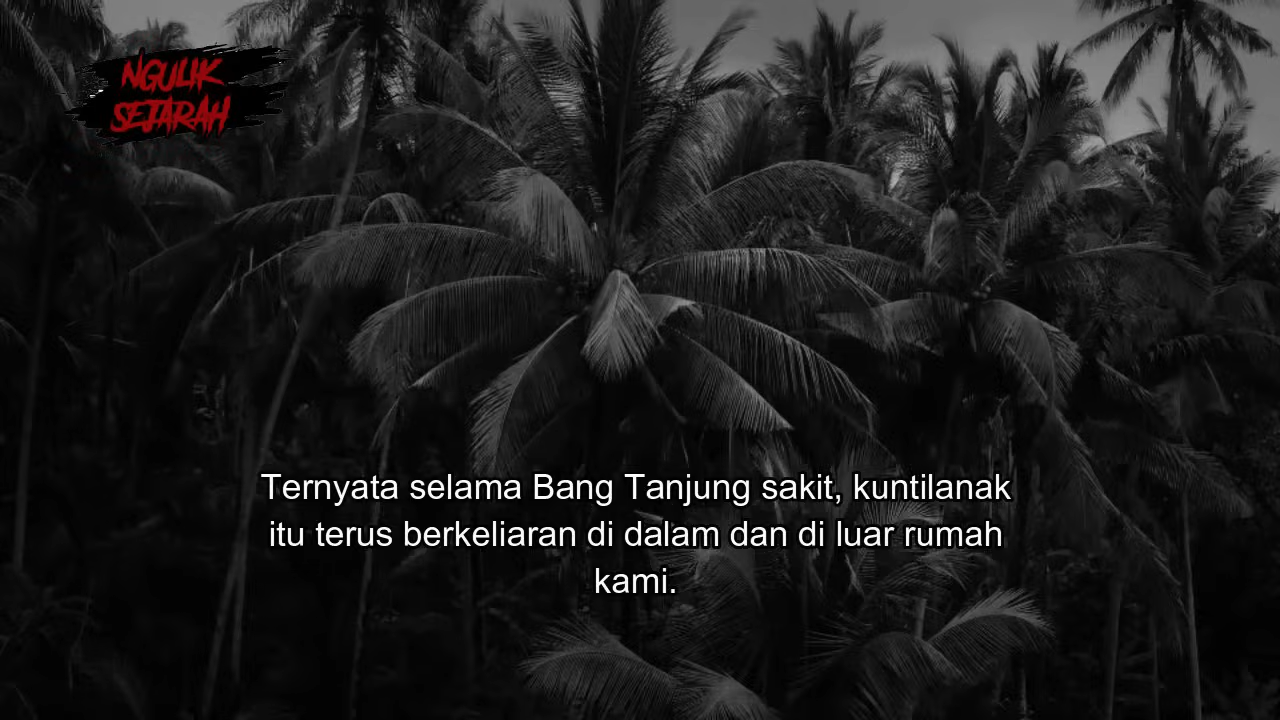 NGULIK
SEJARAH
Ternyata selama Bang Tanjung sakit, kuntilanak
itu terus berkeliaran di dalam dan di luar rumah
kami.